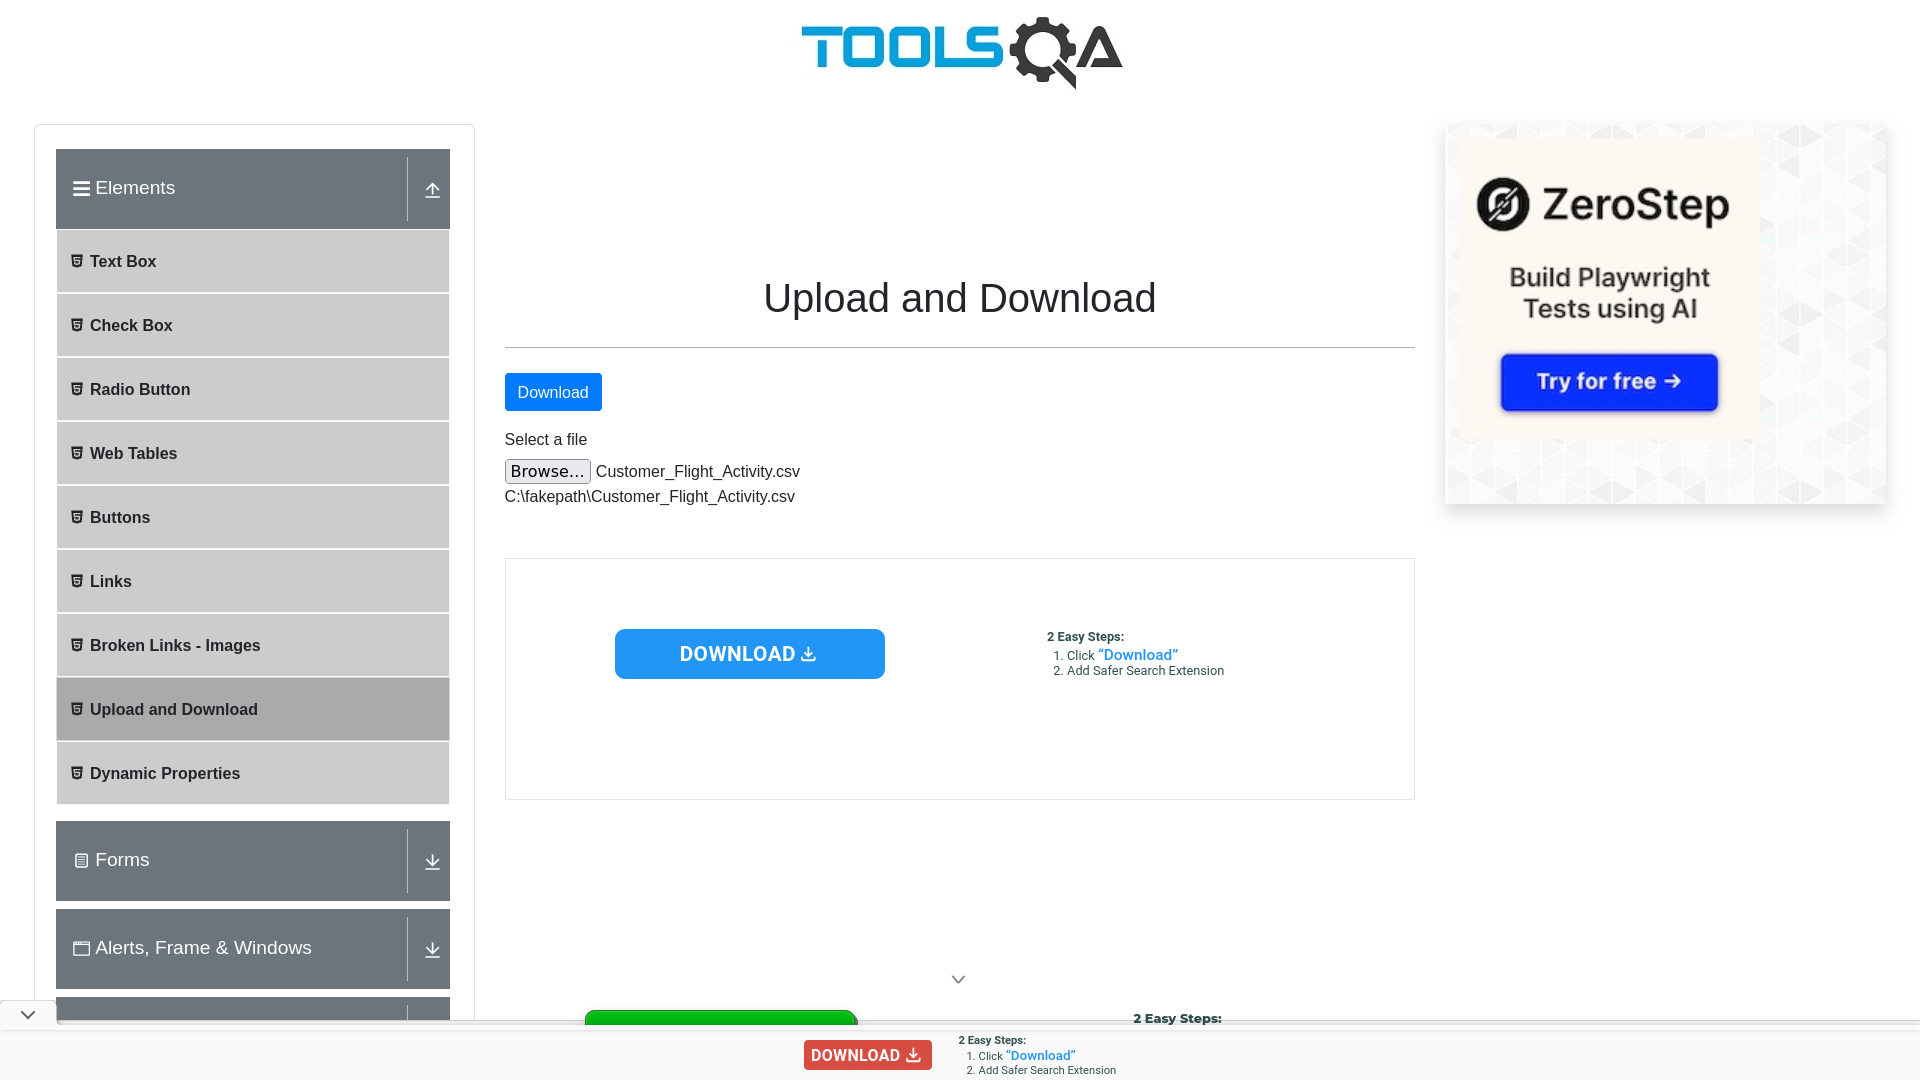 TOOLSQA
Elements
Text Box
Check Box
Radio Button
Web Tables
Buttons
Links
Broken Links - Images
Upload and Download
Dynamic Properties
Forms
Alerts, Frame & Windows
Upload and Download
Download
Select a file
Browse... Customer_Flight_Activity.csv
C:\fakepath\Customer_Flight_Activity.csv
DOWNLOAD
2 Easy Steps:
1. Click “Download”
2. Add Safer Search Extension
ZeroStep
Build Playwright
Tests using AI
Try for free →
2 Easy Steps:
DOWNLOAD
2 Easy Steps:
1. Click “Download”
2. Add Safer Search Extension